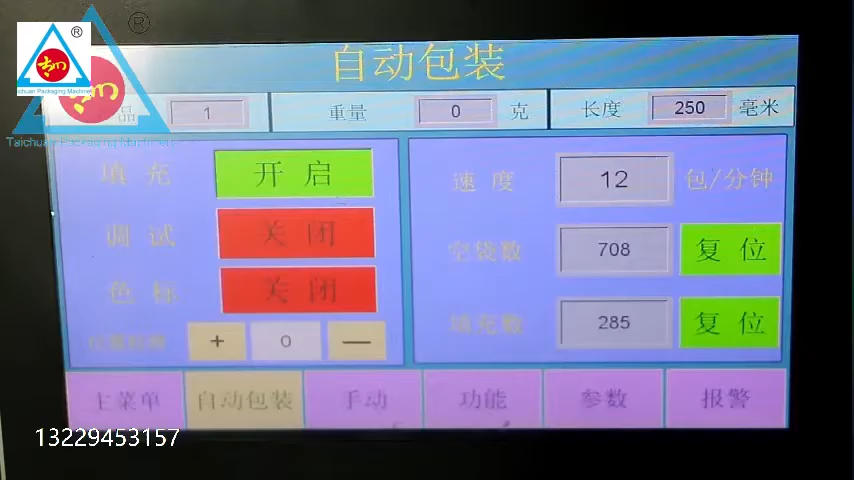 ®
®
Taichuan Packaging Machinery
自动包装
品 1 重量 0 克 长度 250 毫米
填充 开启 速度 12 包/分钟
调试 关闭 空袋数 708 复位
色标 关闭 填充数 285 复位
+ 0 —
主菜单 自动包装 手动 功能 参数 报警
13229453157